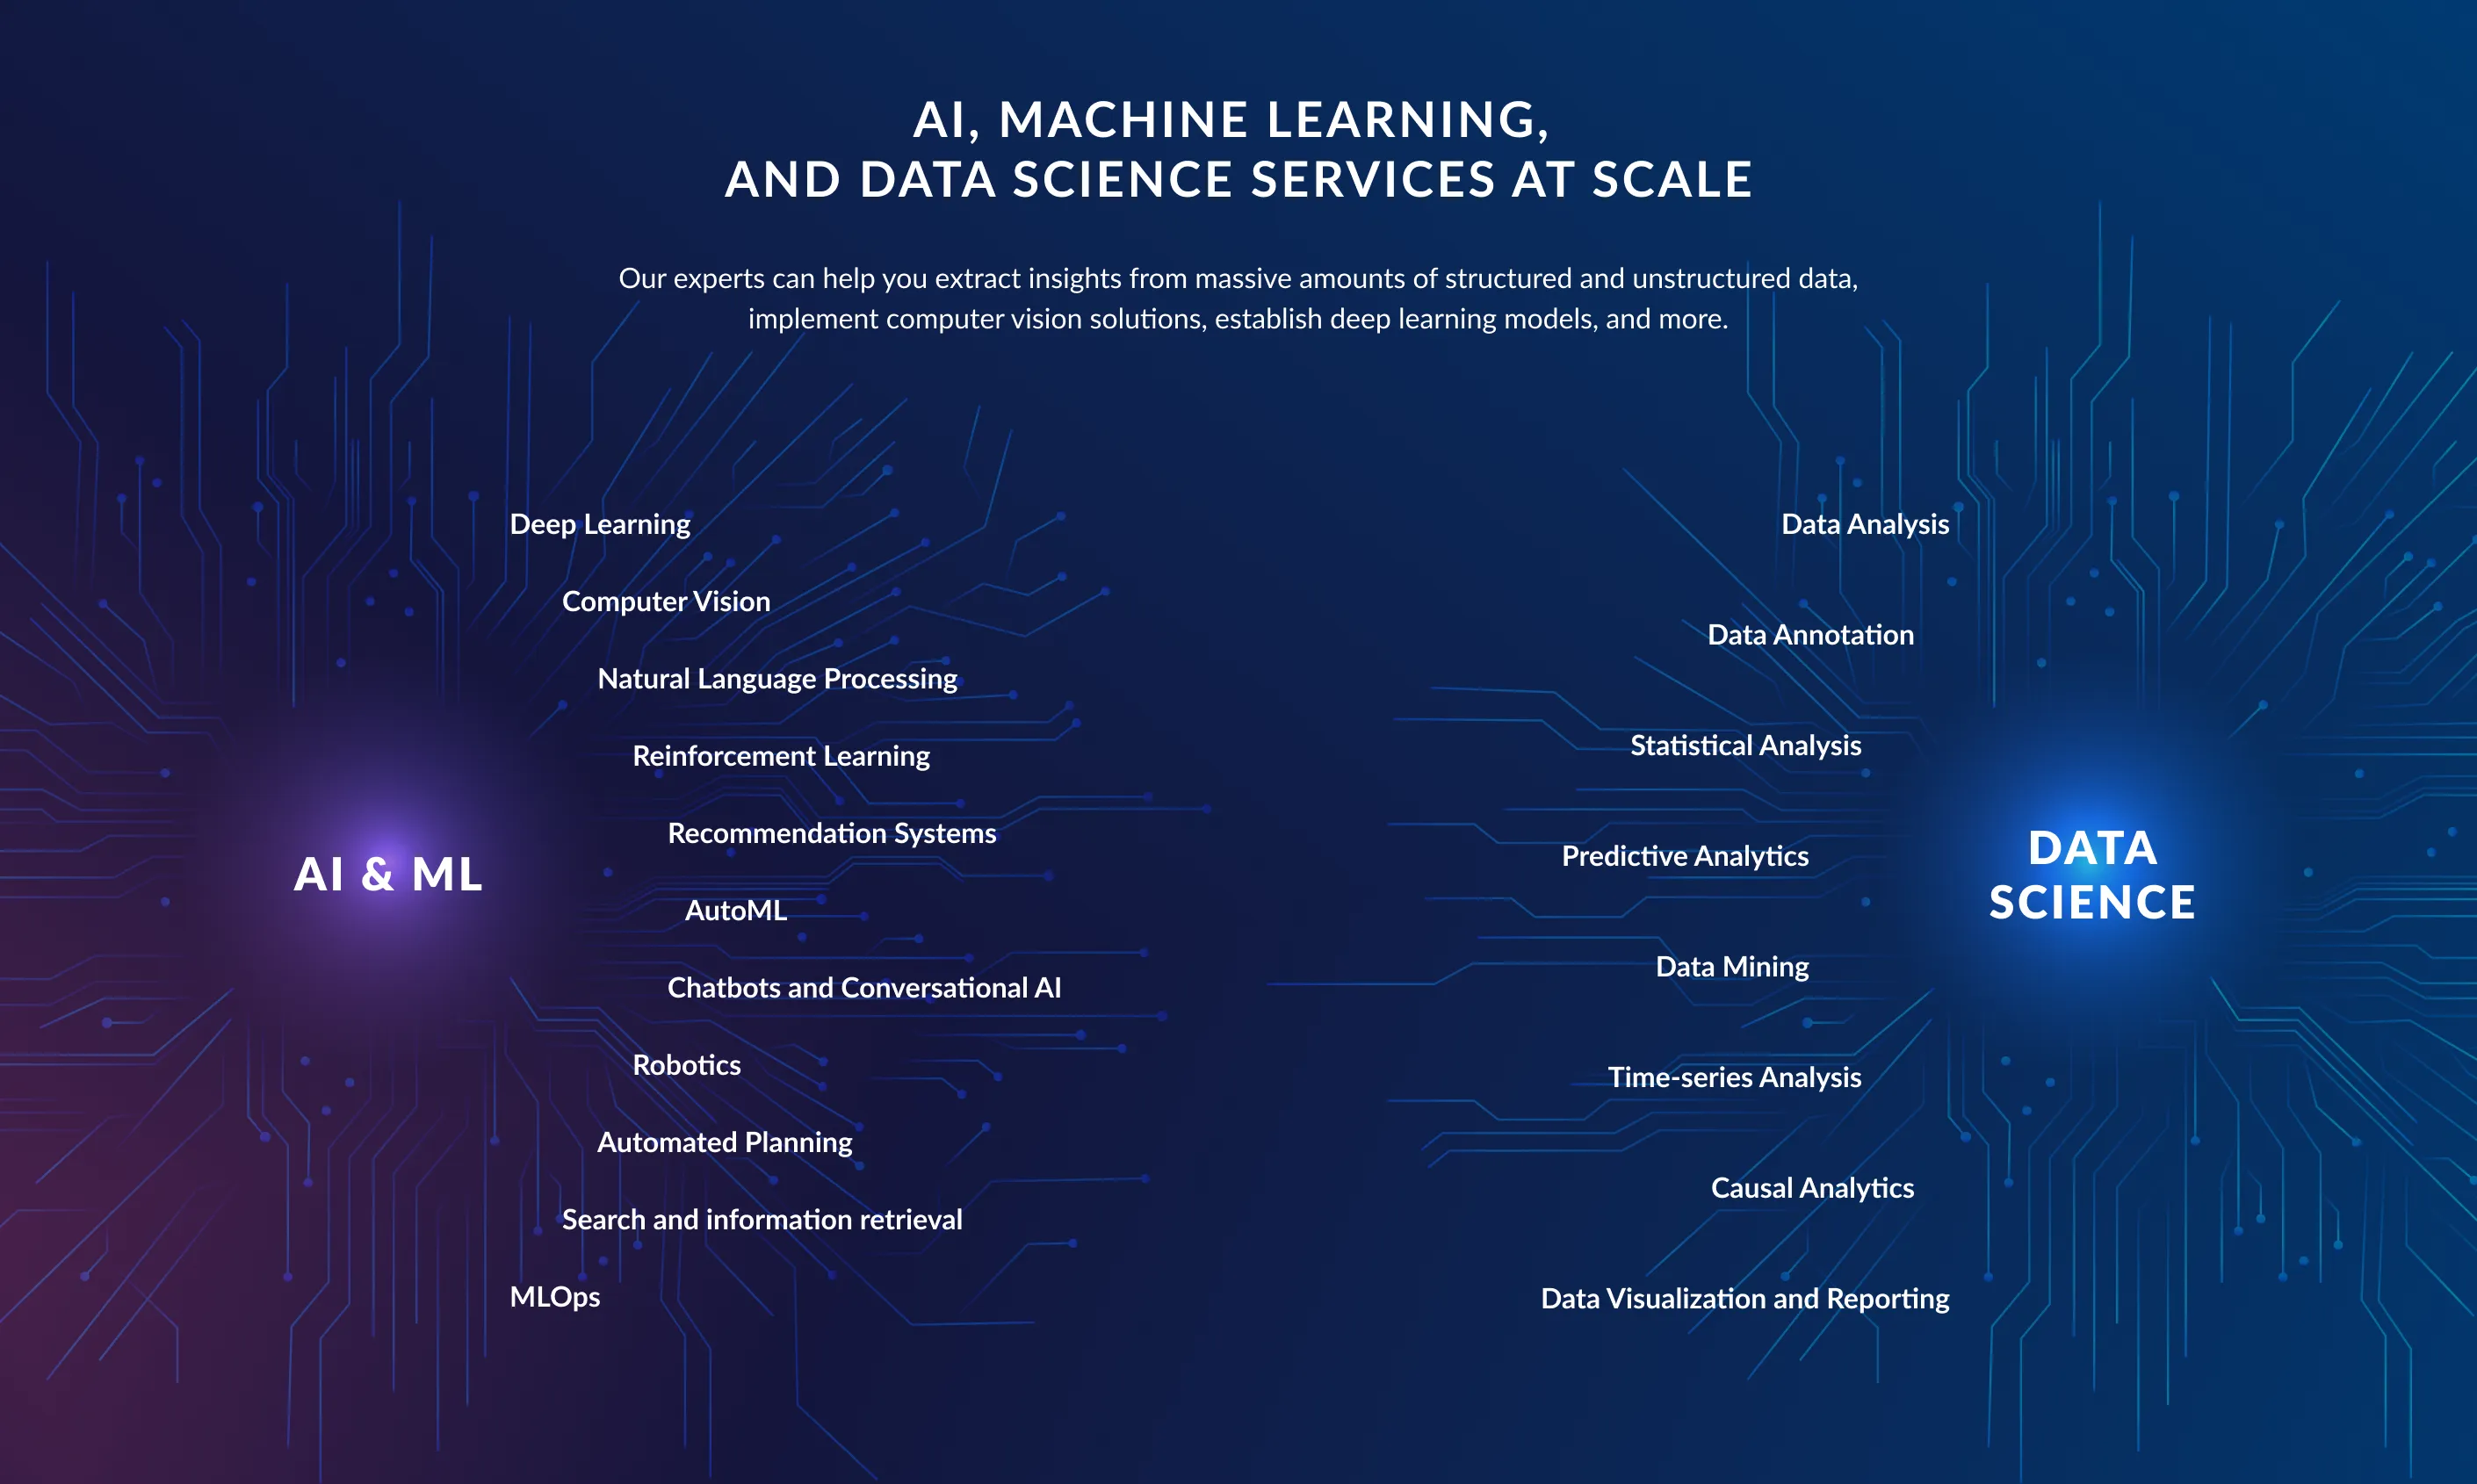 AI, MACHINE LEARNING,
AND DATA SCIENCE SERVICES AT SCALE
Our experts can help you extract insights from massive amounts of structured and unstructured data,
implement computer vision solutions, establish deep learning models, and more.
AI & ML
Deep Learning
Computer Vision
Natural Language Processing
Reinforcement Learning
Recommendation Systems
AutoML
Chatbots and Conversational AI
Robotics
Automated Planning
Search and information retrieval
MLOps
DATA
SCIENCE
Data Analysis
Data Annotation
Statistical Analysis
Predictive Analytics
Data Mining
Time-series Analysis
Causal Analytics
Data Visualization and Reporting